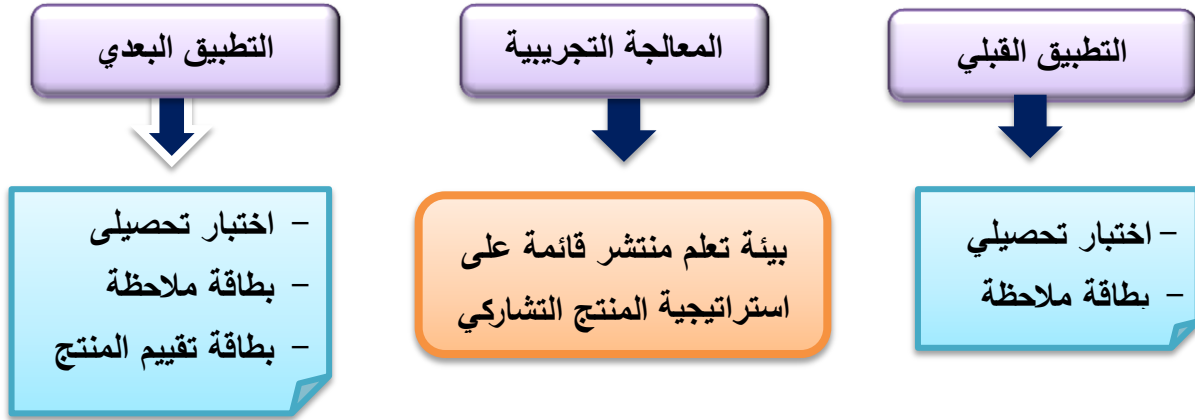 التطبيق القبلي
المعالجة التجريبية
التطبيق البعدي
- اختبار تحصيلي
- بطاقة ملاحظة
بيئة تعلم منتشر قائمة على
استراتيجية المنتج التشاركي
- اختبار تحصيلى
- بطاقة ملاحظة
- بطاقة تقييم المنتج